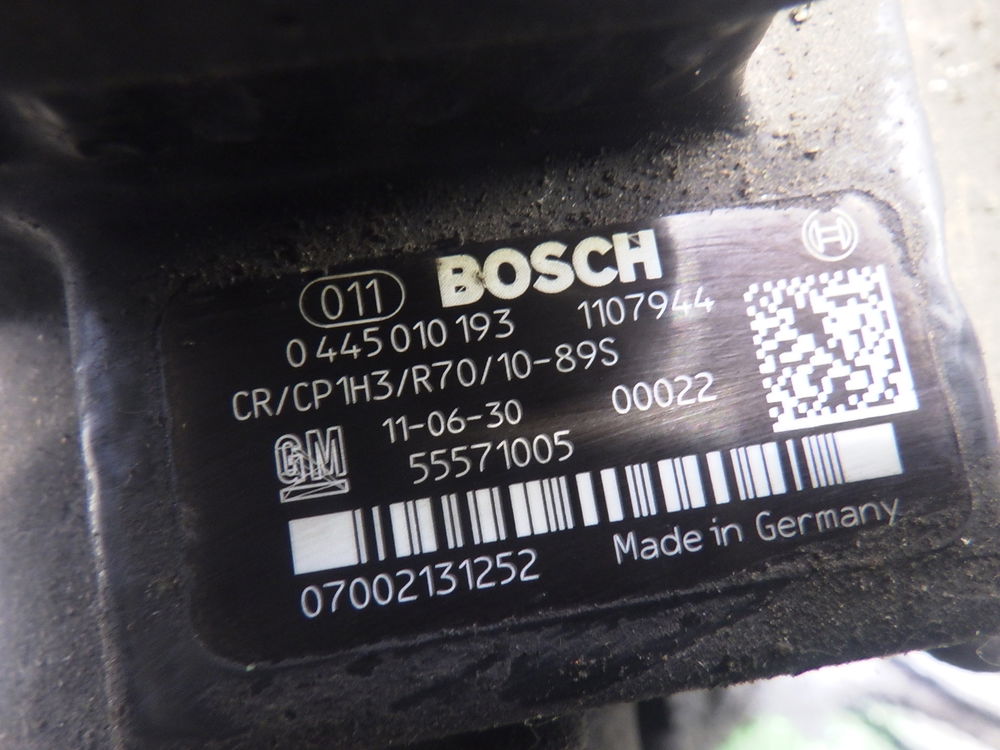 011 BOSCH
0 445 010 193 1107944
CR/CP1H3/R70/10-89S
11-06-30 00022
GM 55571005
07002131252 Made in Germany